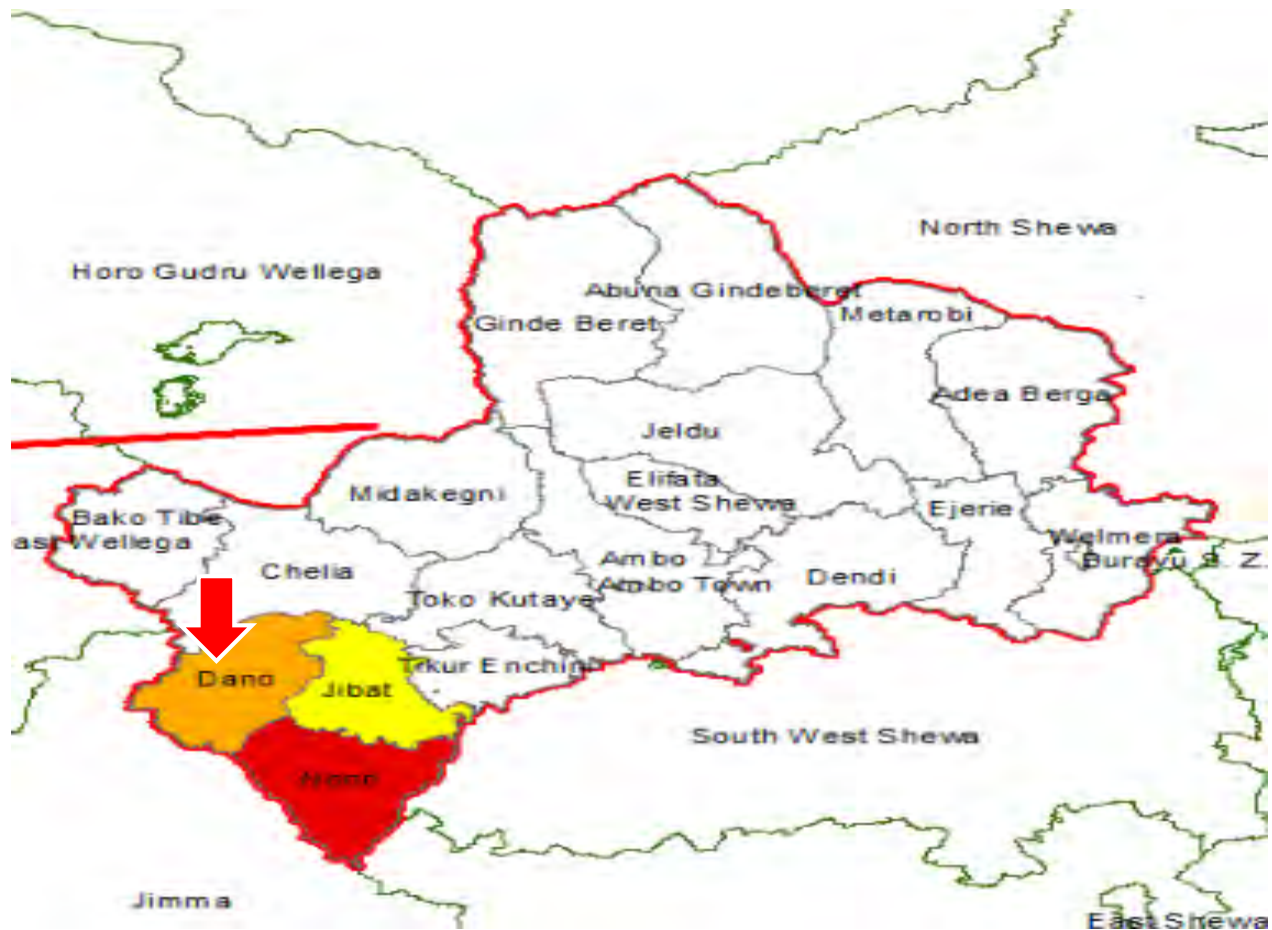 North Shewa
Horo Gudru Wellega
Abuna Gindeberet
Ginde Beret
Metarobi
Adea Berga
Jeldu
Elifata
Midakegni
West Shewa
Ejerie
Bako Tibe
ast Wellega
Welmera
Burayu S. Z.
Ambo
Chelia
Dendi
Ambo Town
Toko Kutaye
Tikur Enchini
Dano
Jibat
South West Shewa
Nono
Jimma
East Shewa